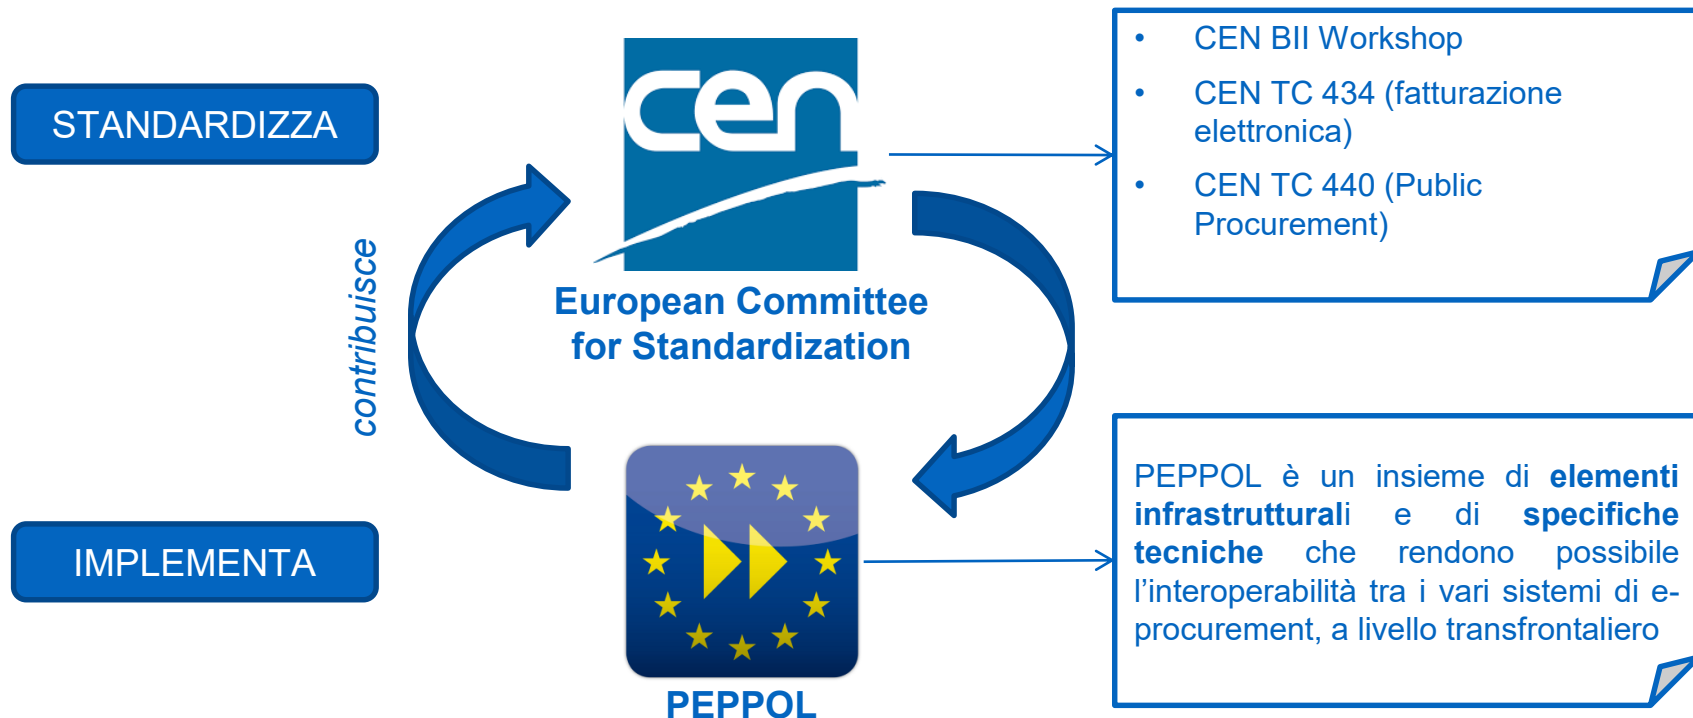 STANDARDIZZA
cen
European Committee
for Standardization
• CEN BII Workshop
• CEN TC 434 (fatturazione
elettronica)
• CEN TC 440 (Public
Procurement)
contribuisce
IMPLEMENTA
PEPPOL
PEPPOL è un insieme di elementi
infrastrutturali e di specifiche
tecniche che rendono possibile
l’interoperabilità tra i vari sistemi di e-
procurement, a livello transfrontaliero